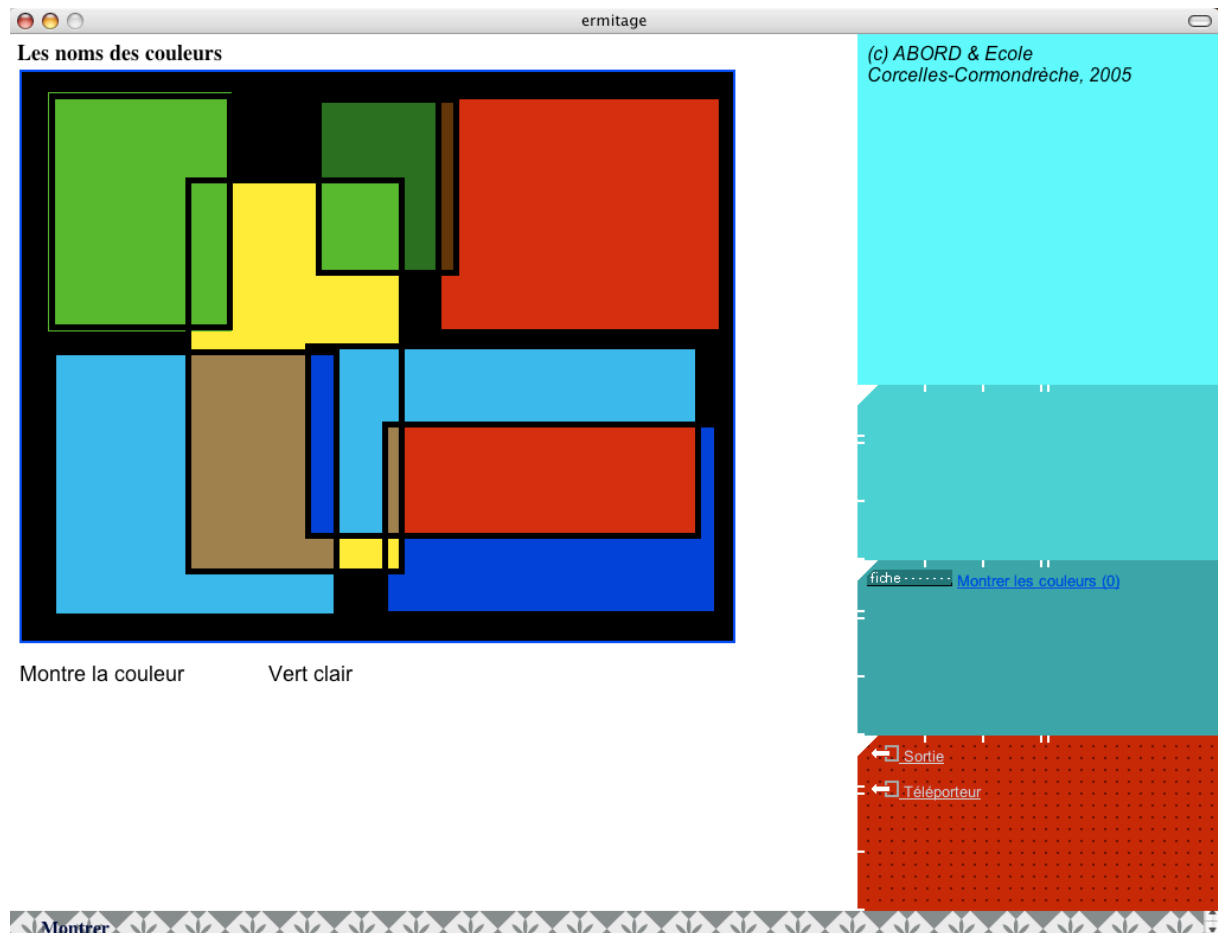 ermitage
Les noms des couleurs
(c) ABORD & Ecole
Corcelles-Cormondrèche, 2005
fiche ······· Montrer les couleurs (0)
Montre la couleur Vert clair
Sortie
Téléporteur
Montrer